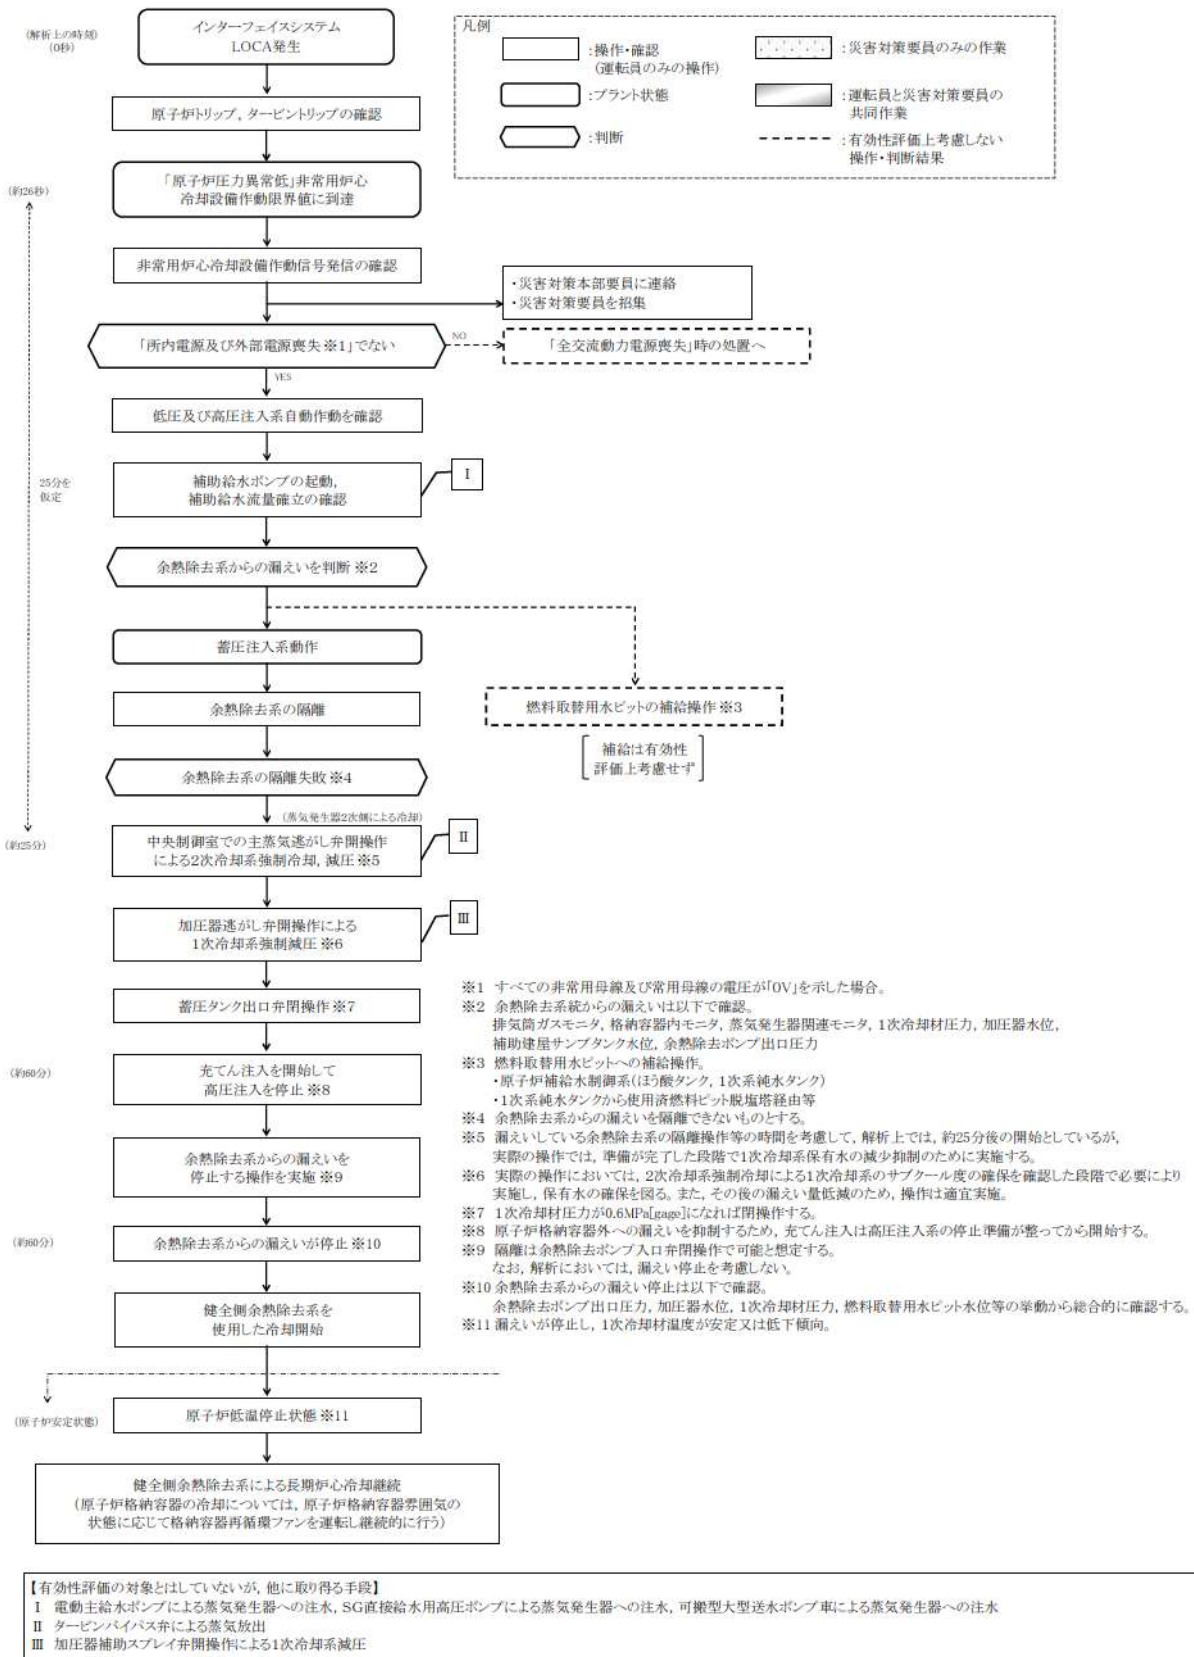 (解析上の時刻)
(0秒)
インターフェイスシステム
LOCA発生
凡例
:操作・確認
(運転員のみの操作)
:災害対策要員のみの作業
:プラント状態
:運転員と災害対策要員の
共同作業
:判断
:有効性評価上考慮しない
操作・判断結果
原子炉トリップ, タービントリップの確認
(約26秒)
「原子炉圧力異常低」非常用炉心
冷却設備作動限界値に到達
非常用炉心冷却設備作動信号発信の確認
・災害対策本部要員に連絡
・災害対策要員を招集
「所内電源及び外部電源喪失※1」でない
NO
「全交流動力電源喪失」時の処置へ
YES
低圧及び高圧注入系自動作動を確認
25分を
仮定
補助給水ポンプの起動,
補助給水流量確立の確認
I
余熱除去系からの漏えいを判断※2
蓄圧注入系動作
余熱除去系の隔離
燃料取替用水ピットの補給操作※3
補給は有効性
評価上考慮せず
余熱除去系の隔離失敗※4
(蒸気発生器2次側による冷却)
(約25分)
中央制御室での主蒸気逃がし弁開操作
による2次冷却系強制冷却, 減圧※5
II
加圧器逃がし弁開操作による
1次冷却系強制減圧※6
III
蓄圧タンク出口弁閉操作※7
(約60分)
充てん注入を開始して
高圧注入を停止※8
余熱除去系からの漏えいを
停止する操作を実施※9
(約60分)
余熱除去系からの漏えいが停止※10
健全側余熱除去系を
使用した冷却開始
(原子炉安定状態)
原子炉低温停止状態※11
健全側余熱除去系による長期炉心冷却継続
(原子炉格納容器の冷却については, 原子炉格納容器雰囲気の
状態に応じて格納容器再循環ファンを運転し継続的に行う)
※1 すべての非常用母線及び常用母線の電圧が「0V」を示した場合。
※2 余熱除去系統からの漏えいは以下で確認。
排気筒ガスモニタ, 格納容器内モニタ, 蒸気発生器関連モニタ, 1次冷却材圧力, 加圧器水位,
補助建屋サンプタンク水位, 余熱除去ポンプ出口圧力
※3 燃料取替用水ピットへの補給操作。
・原子炉補給水制御系(ほう酸タンク, 1次系純水タンク)
・1次系純水タンクから使用済燃料ピット脱塩塔経由等
※4 余熱除去系からの漏えいを隔離できないものとする。
※5 漏えいしている余熱除去系の隔離操作等の時間を考慮して, 解析上では, 約25分後の開始としているが,
実際の操作では, 準備が完了した段階で1次冷却系保有水の減少抑制のために実施する。
※6 実際の操作においては, 2次冷却系強制冷却による1次冷却系のサブクール度の確保を確認した段階で必要により
実施し, 保有水の確保を図る。また, その後の漏えい量低減のため, 操作は適宜実施。
※7 1次冷却材圧力が0.6MPa[gage]になれば閉操作する。
※8 原子炉格納容器外への漏えいを抑制するため, 充てん注入は高圧注入系の停止準備が整ってから開始する。
※9 隔離は余熱除去ポンプ入口弁閉操作で可能と想定する。
なお, 解析においては, 漏えい停止を考慮しない。
※10 余熱除去系からの漏えい停止は以下で確認。
余熱除去ポンプ出口圧力, 加圧器水位, 1次冷却材圧力, 燃料取替用水ピット水位等の挙動から総合的に確認する。
※11 漏えいが停止し, 1次冷却材温度が安定又は低下傾向。
【有効性評価の対象とはしていないが, 他に取り得る手段】
I 電動主給水ポンプによる蒸気発生器への注水, SG直接給水用高圧ポンプによる蒸気発生器への注水, 可搬型大型送水ポンプ車による蒸気発生器への注水
II タービンバイパス弁による蒸気放出
III 加圧器補助スプレイ弁開操作による1次冷却系減圧